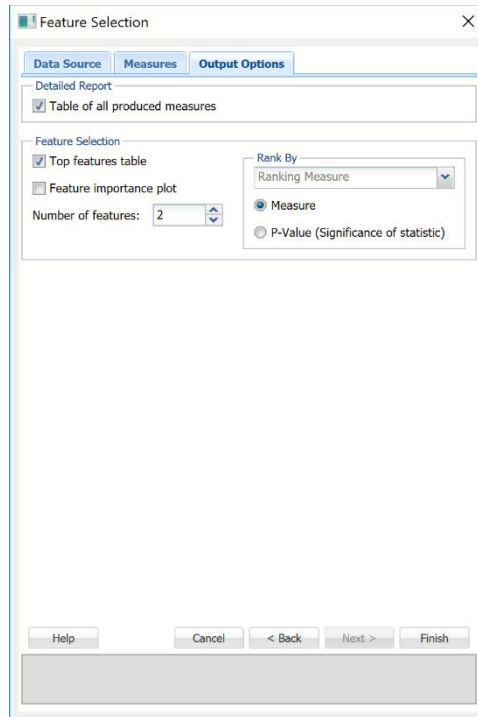 Feature Selection
Data Source Measures Output Options
Detailed Report
Table of all produced measures
Feature Selection
Top features table
Feature importance plot
Number of features: 2
Rank By
Ranking Measure
Measure
P-Value (Significance of statistic)
Help Cancel < Back Next > Finish